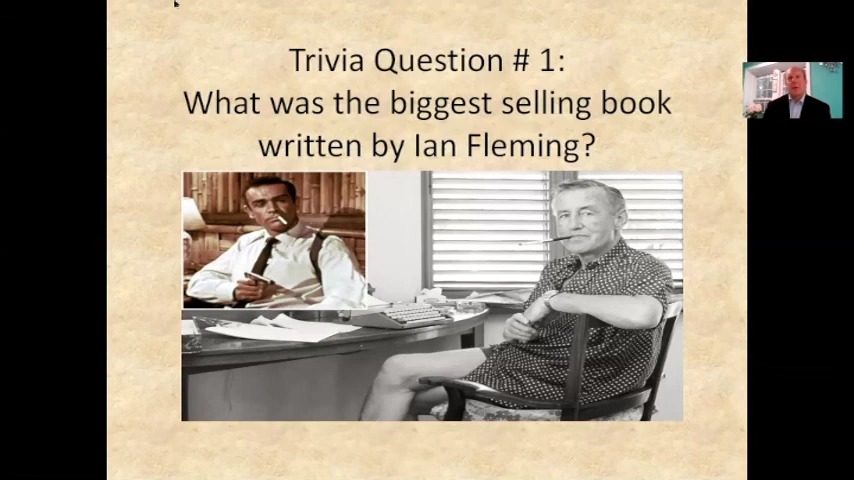 Trivia Question # 1:
What was the biggest selling book
written by Ian Fleming?